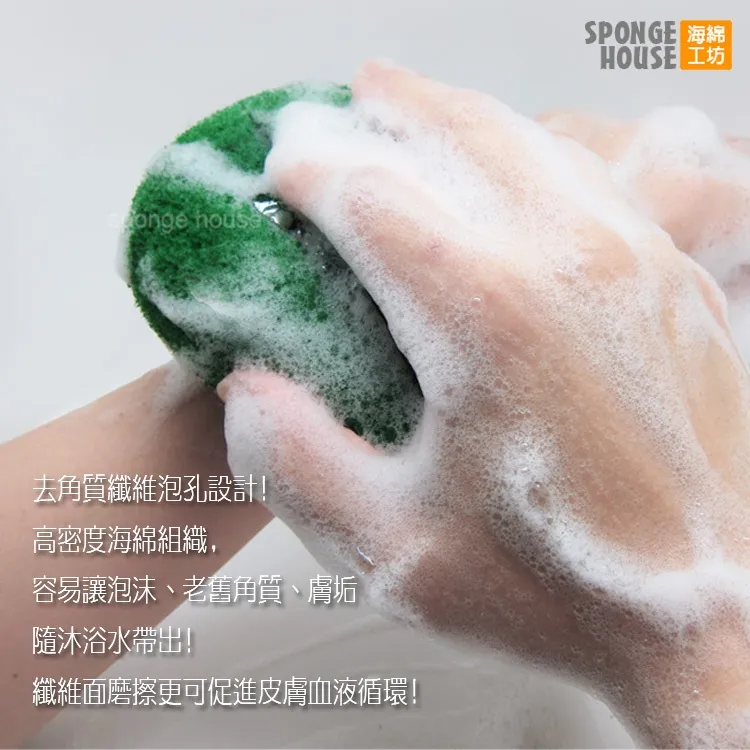 SPONGE HOUSE 海綿工坊
sponge house
去角質纖維泡孔設計!
高密度海綿組織,
容易讓泡沫、老舊角質、膚垢
隨沐浴水帶出!
纖維面磨擦更可促進皮膚血液循環!